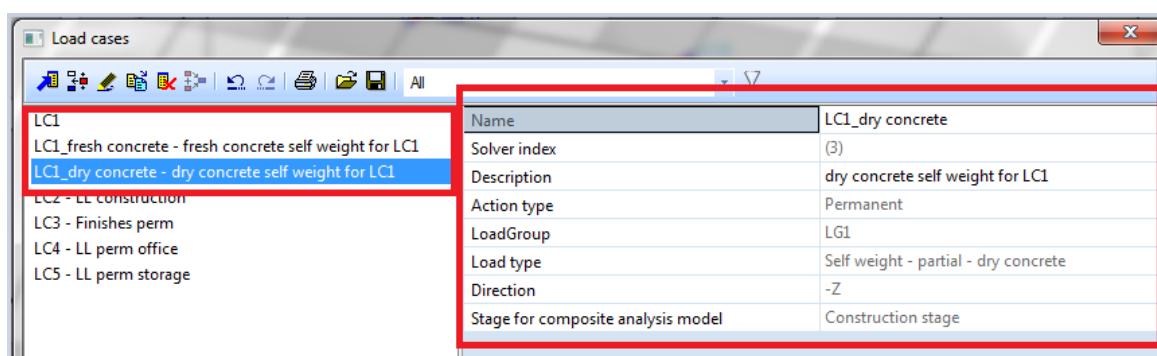 Load cases
All
LC1
LC1_fresh concrete - fresh concrete self weight for LC1
LC1_dry concrete - dry concrete self weight for LC1
LC2 - LL construction
LC3 - Finishes perm
LC4 - LL perm office
LC5 - LL perm storage
Name LC1_dry concrete
Solver index (3)
Description dry concrete self weight for LC1
Action type Permanent
LoadGroup LG1
Load type Self weight - partial - dry concrete
Direction -Z
Stage for composite analysis model Construction stage